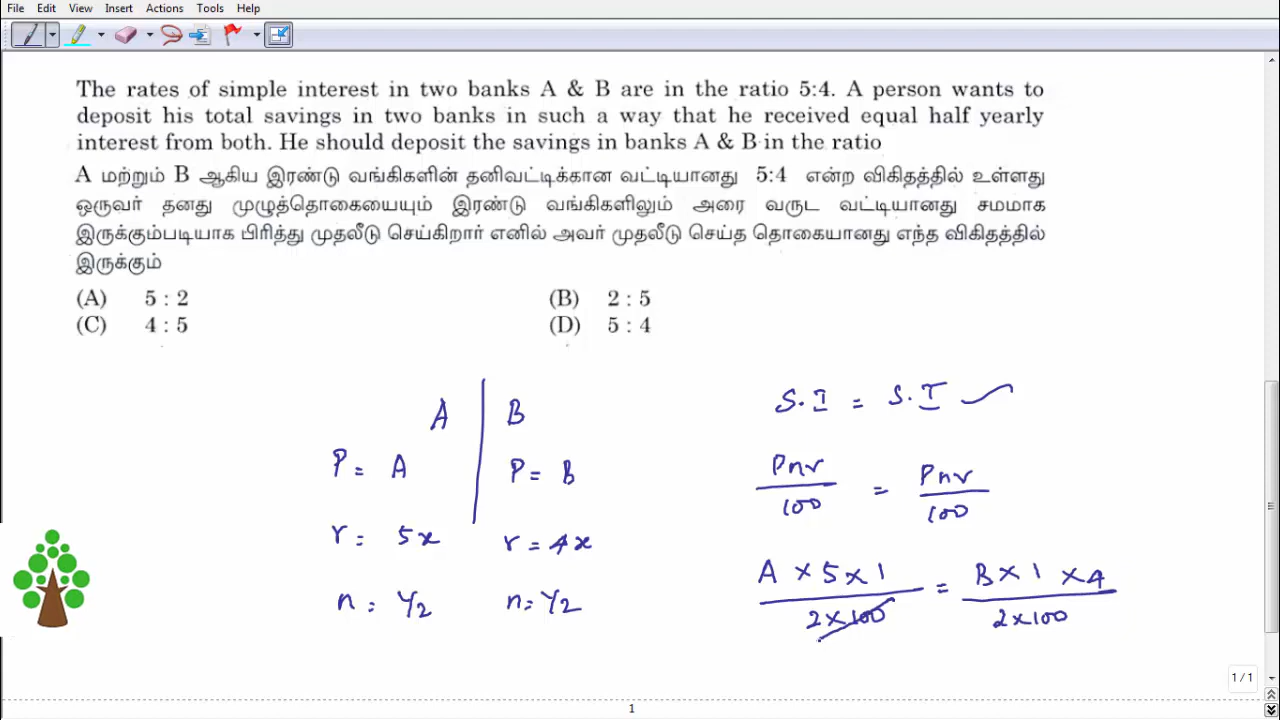 File Edit View Insert Actions Tools Help
The rates of simple interest in two banks A & B are in the ratio 5:4. A person wants to
deposit his total savings in two banks in such a way that he received equal half yearly
interest from both. He should deposit the savings in banks A & B in the ratio
A மற்றும் B ஆகிய இரண்டு வங்கிகளின் தனிவட்டிக்கான வட்டியானது 5:4 என்ற விகிதத்தில் உள்ளது
ஒருவர் தனது முழுத்தொகையையும் இரண்டு வங்கிகளிலும் அரை வருட வட்டியானது சமமாக
இருக்கும்படியாக பிரித்து முதலீடு செய்கிறார் எனில் அவர் முதலீடு செய்த தொகையானது எந்த விகிதத்தில்
இருக்கும்
(A) 5 : 2 (B) 2 : 5
(C) 4 : 5 (D) 5 : 4
A B S.I = S.I
P = A P = B Pnr/100 = Pnr/100
r = 5x r = 4x
n = 1/2 n = 1/2 A × 5 × 1 / 2 × 100 = B × 1 × 4 / 2 × 100
1 / 1
1